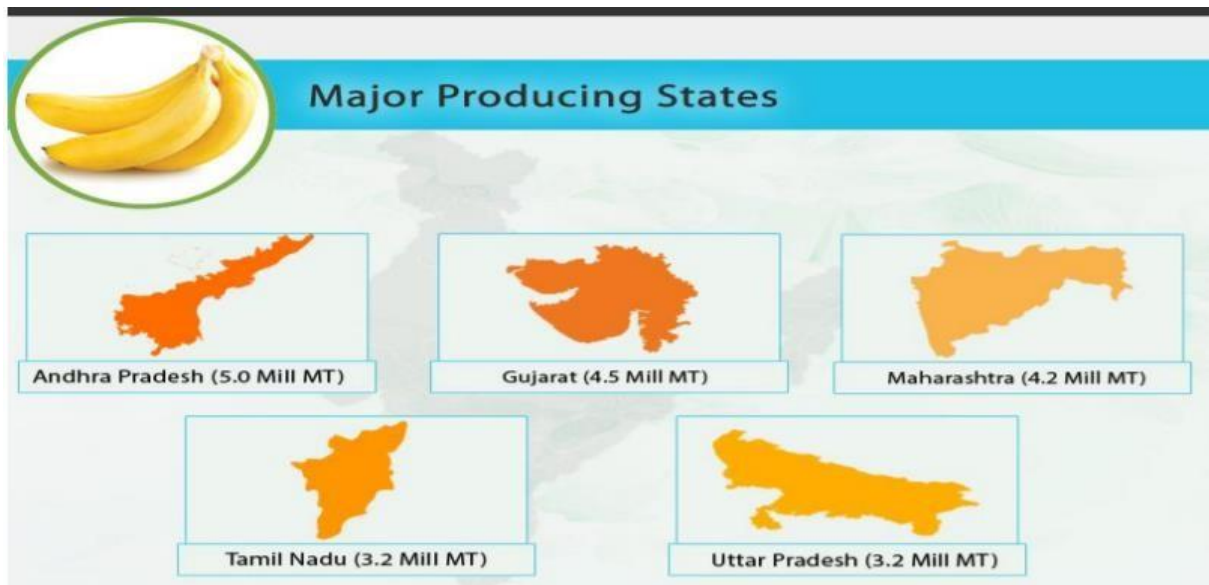 Major Producing States
Andhra Pradesh (5.0 Mill MT)
Gujarat (4.5 Mill MT)
Maharashtra (4.2 Mill MT)
Tamil Nadu (3.2 Mill MT)
Uttar Pradesh (3.2 Mill MT)